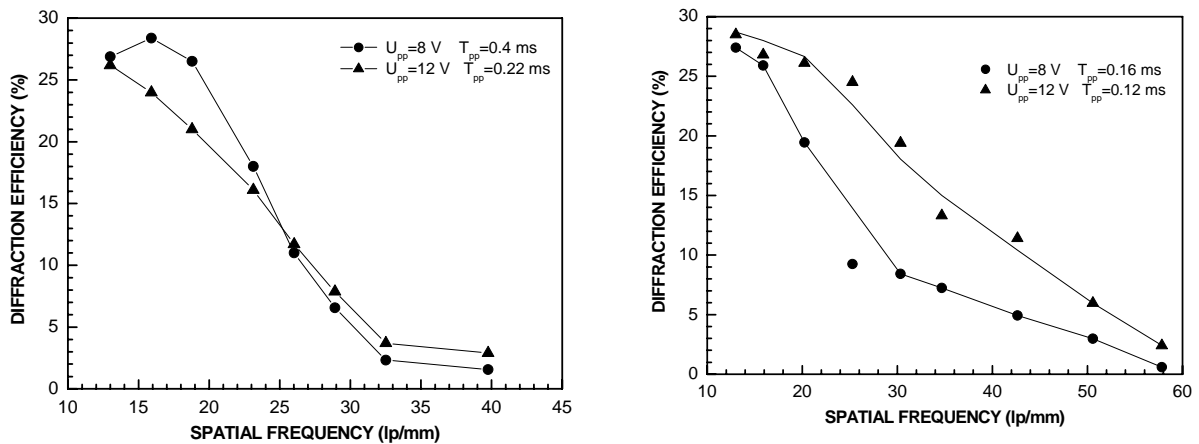 30
25
20
15
10
5
0
DIFFRACTION EFFICIENCY (%)
U_pp=8 V T_pp=0.4 ms
U_pp=12 V T_pp=0.22 ms
10 15 20 25 30 35 40 45
SPATIAL FREQUENCY (lp/mm)
30
25
20
15
10
5
0
DIFFRACTION EFFICIENCY (%)
U_pp=8 V T_pp=0.16 ms
U_pp=12 V T_pp=0.12 ms
10 20 30 40 50 60
SPATIAL FREQUENCY (lp/mm)